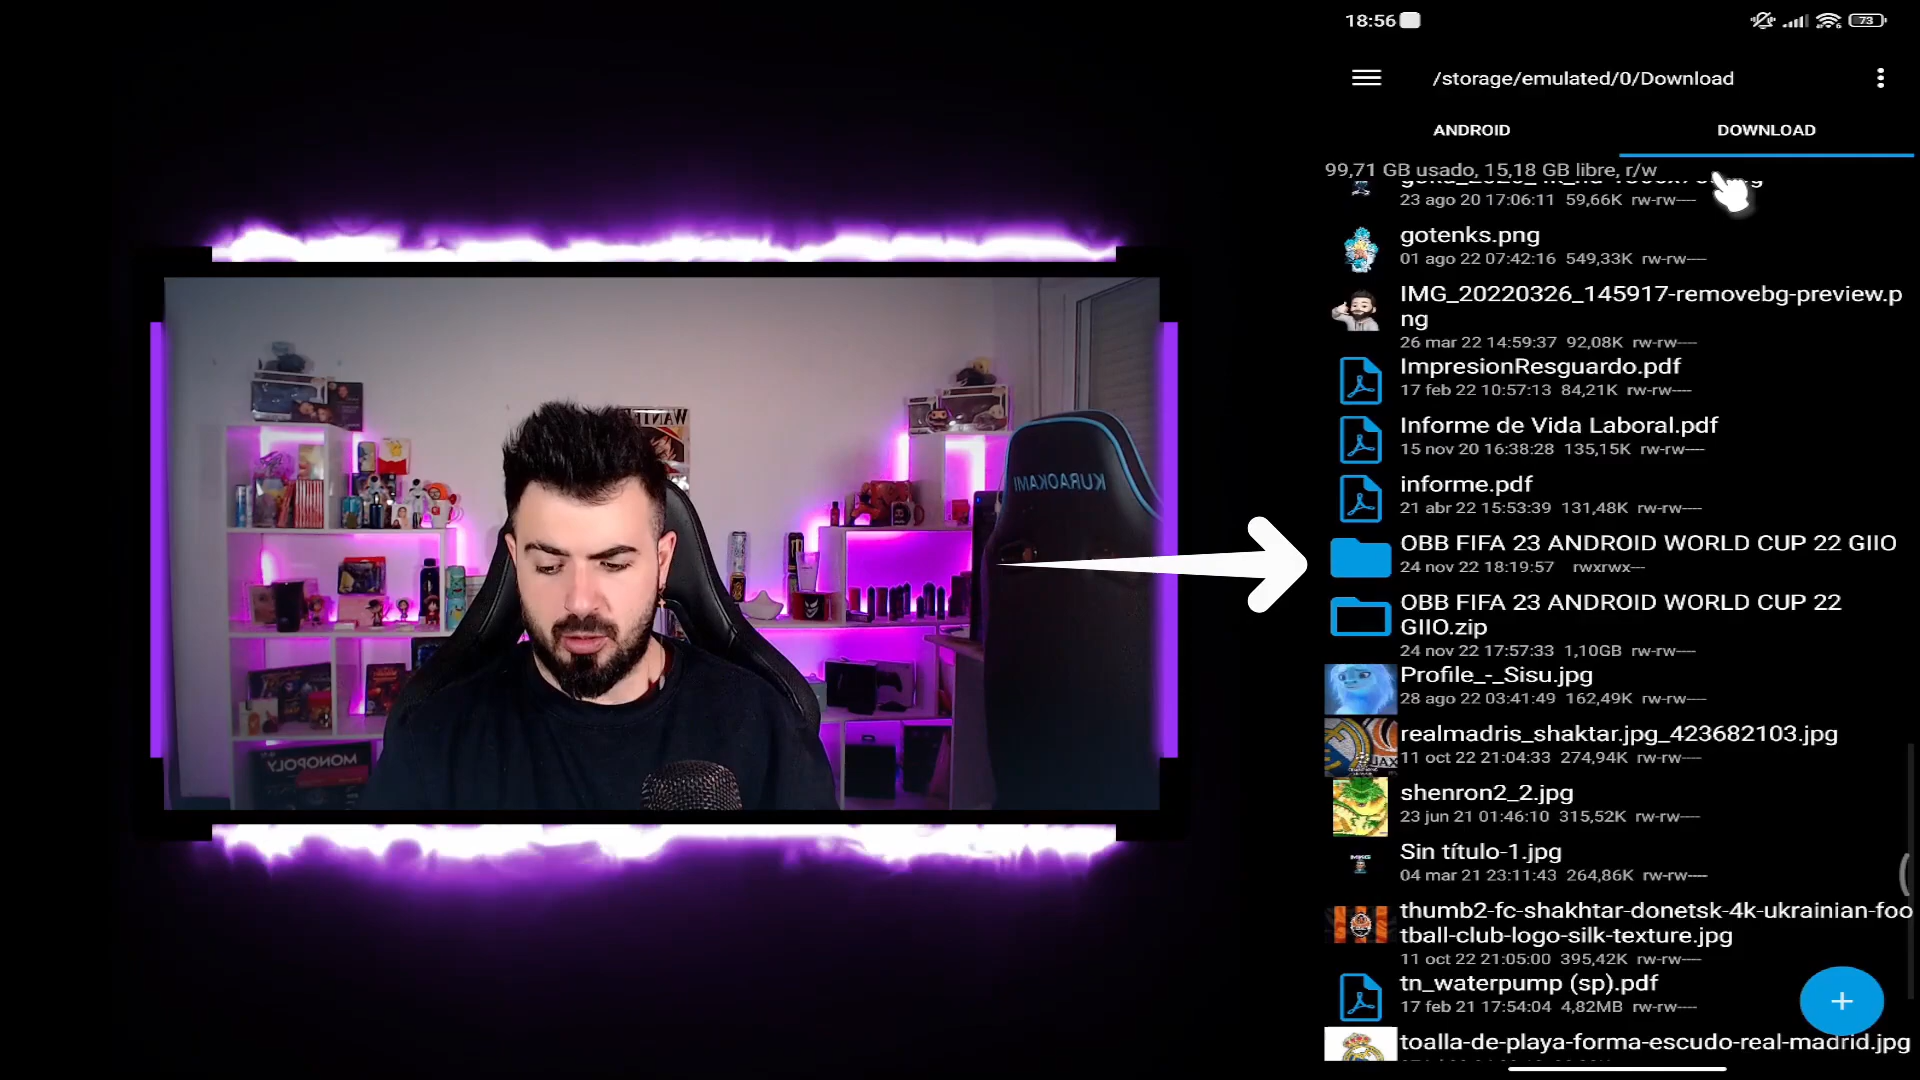 18:56
73
/storage/emulated/0/Download
ANDROID
DOWNLOAD
99,71 GB usado, 15,18 GB libre, r/w
23 ago 20 17:06:11 59,66K rw-rw----
gotenks.png
01 ago 22 07:42:16 549,33K rw-rw----
IMG_20220326_145917-removebg-preview.p
ng
26 mar 22 14:59:37 92,08K rw-rw----
ImpresionResguardo.pdf
17 feb 22 10:57:13 84,21K rw-rw----
Informe de Vida Laboral.pdf
15 nov 20 16:38:28 135,15K rw-rw----
informe.pdf
21 abr 22 15:53:39 131,48K rw-rw----
OBB FIFA 23 ANDROID WORLD CUP 22 GIIO
24 nov 22 18:19:57 rwxrwx---
OBB FIFA 23 ANDROID WORLD CUP 22
GIIO.zip
24 nov 22 17:57:33 1,10GB rw-rw----
Profile_-_Sisu.jpg
28 ago 22 03:41:49 162,49K rw-rw----
realmadris_shaktar.jpg_423682103.jpg
11 oct 22 21:04:33 274,94K rw-rw----
shenron2_2.jpg
23 jun 21 01:46:10 315,52K rw-rw----
Sin título-1.jpg
04 mar 21 23:11:43 264,86K rw-rw----
thumb2-fc-shakhtar-donetsk-4k-ukrainian-foo
tball-club-logo-silk-texture.jpg
11 oct 22 21:05:00 395,42K rw-rw----
tn_waterpump (sp).pdf
17 feb 21 17:54:04 4,82MB rw-rw----
toalla-de-playa-forma-escudo-real-madrid.jpg
WANTED
KURAOKAMI
MONOPOLY